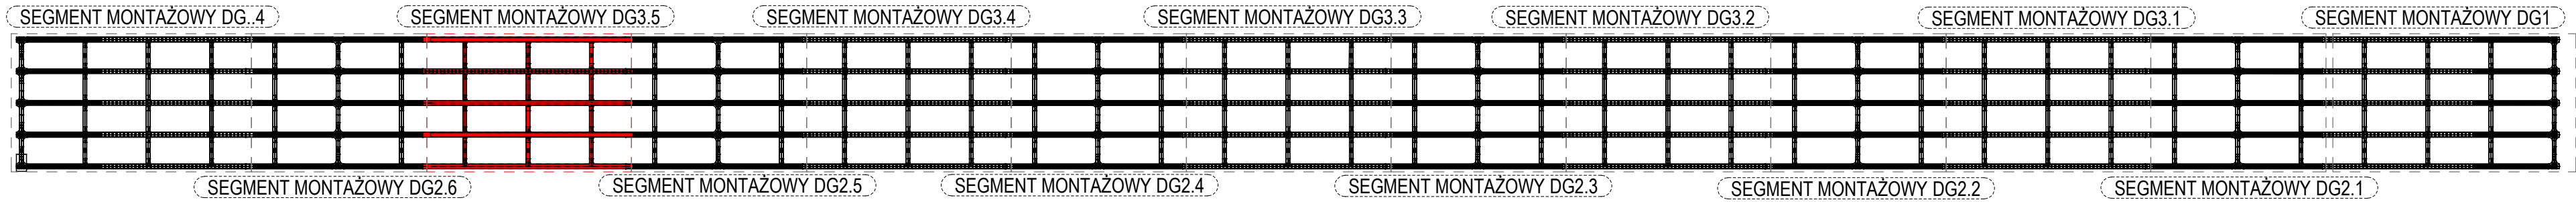 SEGMENT MONTAŻOWY DG..4
SEGMENT MONTAŻOWY DG3.5
SEGMENT MONTAŻOWY DG3.4
SEGMENT MONTAŻOWY DG3.3
SEGMENT MONTAŻOWY DG3.2
SEGMENT MONTAŻOWY DG3.1
SEGMENT MONTAŻOWY DG1
SEGMENT MONTAŻOWY DG2.6
SEGMENT MONTAŻOWY DG2.5
SEGMENT MONTAŻOWY DG2.4
SEGMENT MONTAŻOWY DG2.3
SEGMENT MONTAŻOWY DG2.2
SEGMENT MONTAŻOWY DG2.1